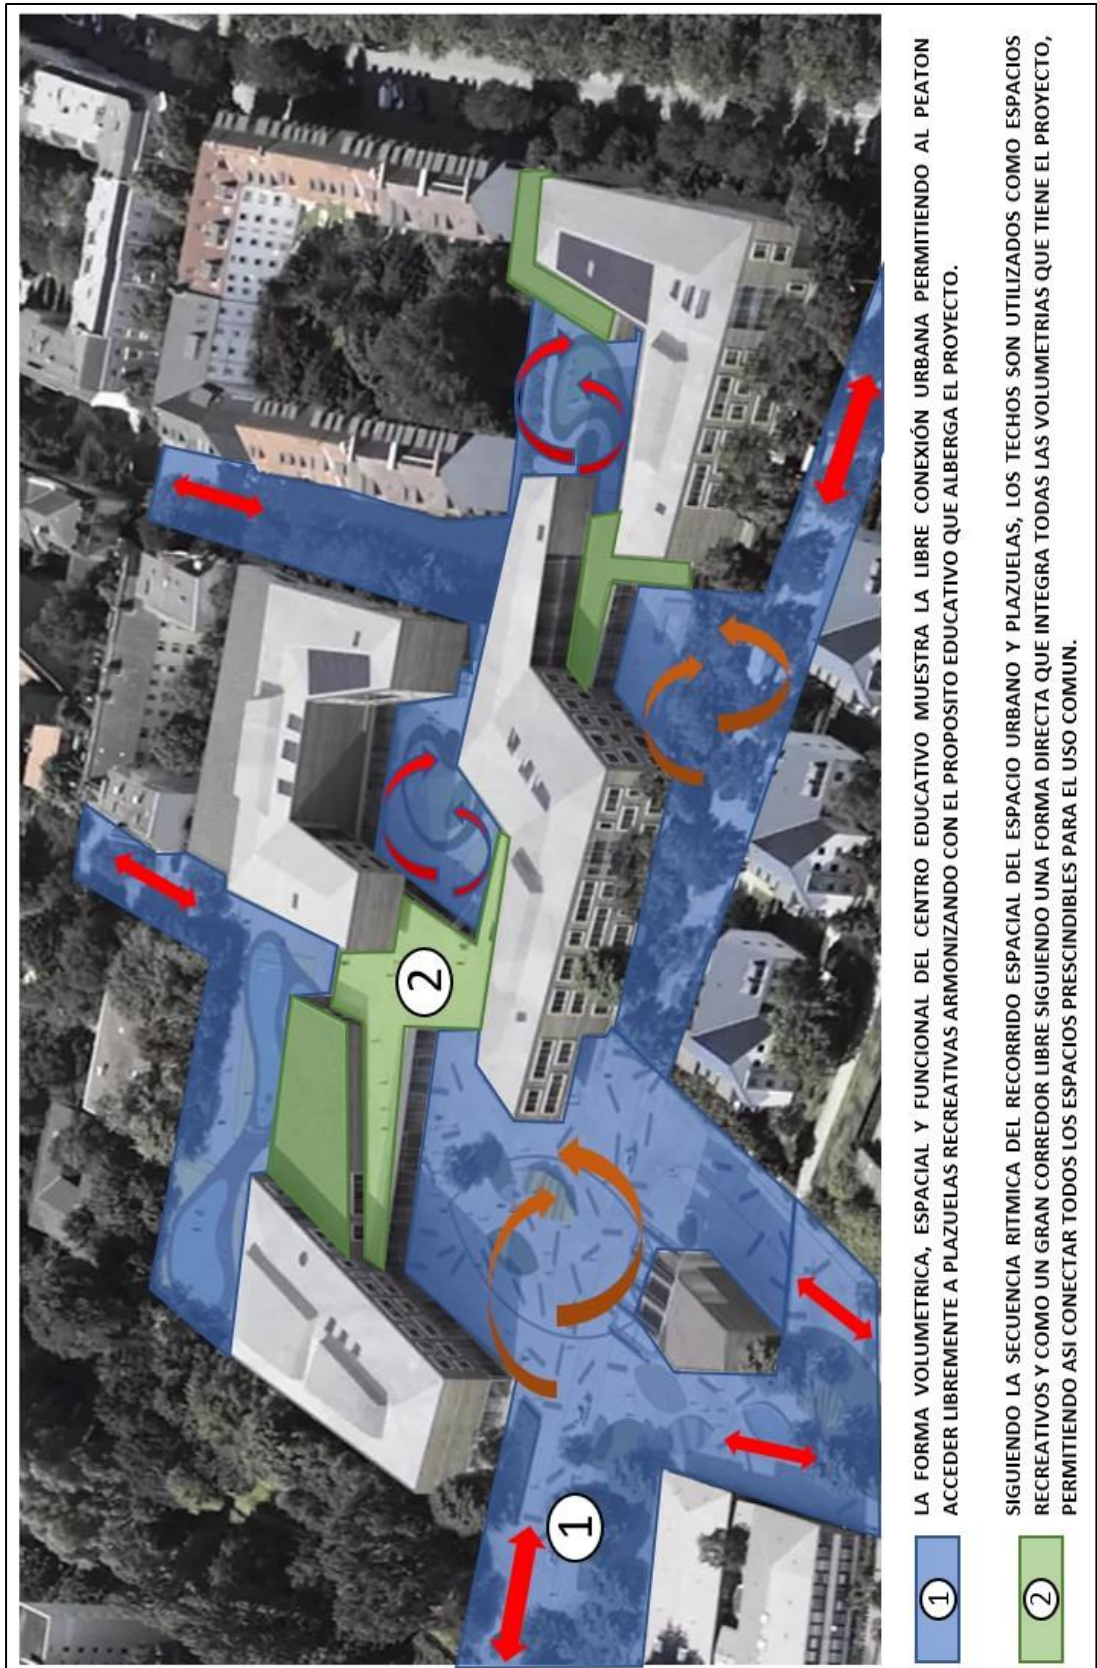 2
1
1
LA FORMA VOLUMETRICA, ESPACIAL Y FUNCIONAL DEL CENTRO EDUCATIVO MUESTRA LA LIBRE CONEXIÓN URBANA PERMITIENDO AL PEATON
ACCEDER LIBREMENTE A PLAZUELAS RECREATIVAS ARMONIZANDO CON EL PROPOSITO EDUCATIVO QUE ALBERGA EL PROYECTO.
2
SIGUIENDO LA SECUENCIA RITMICA DEL RECORRIDO ESPACIAL DEL ESPACIO URBANO Y PLAZUELAS, LOS TECHOS SON UTILIZADOS COMO ESPACIOS
RECREATIVOS Y COMO UN GRAN CORREDOR LIBRE SIGUIENDO UNA FORMA DIRECTA QUE INTEGRA TODAS LAS VOLUMETRIAS QUE TIENE EL PROYECTO,
PERMITIENDO ASI CONECTAR TODOS LOS ESPACIOS PRESCINDIBLES PARA EL USO COMUN.